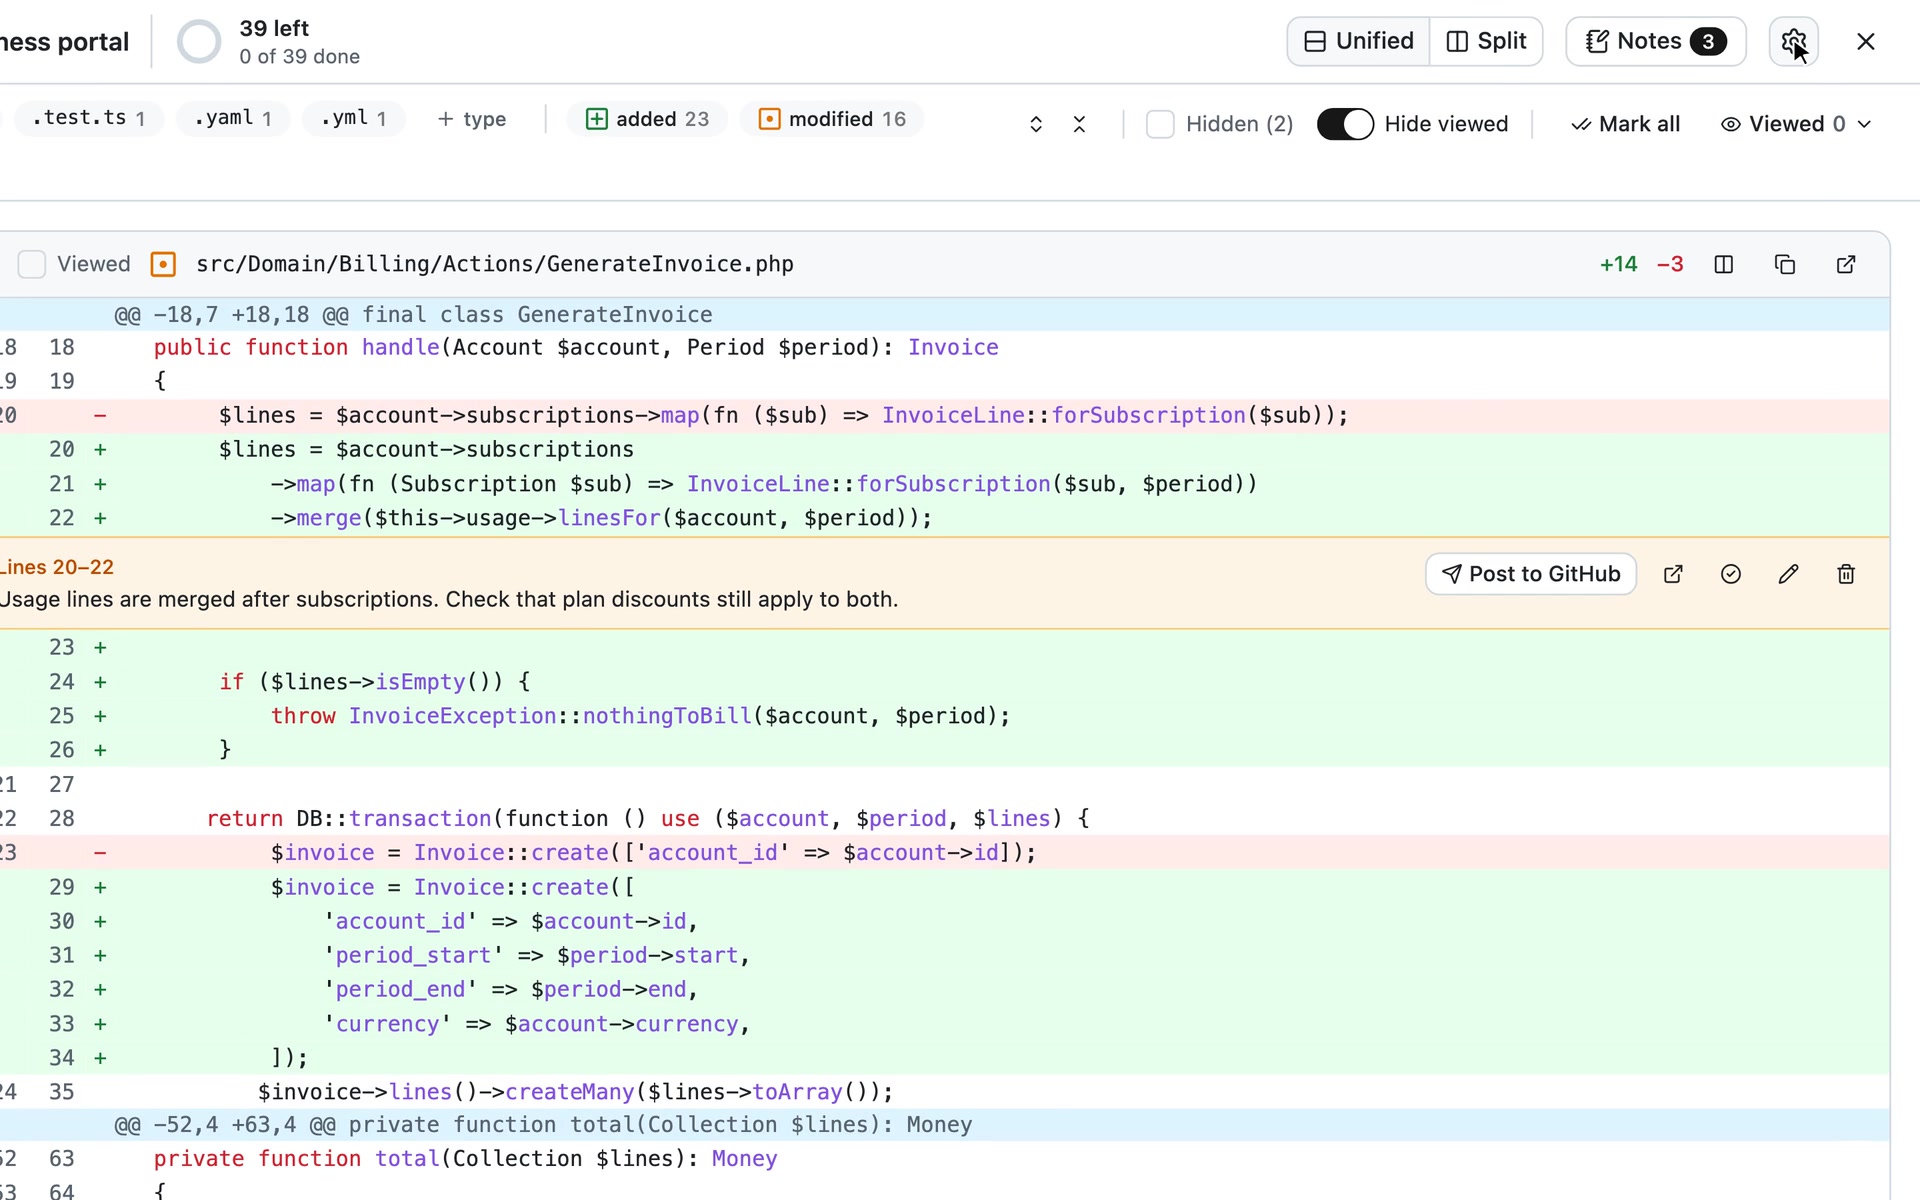 ness portal
39 left
0 of 39 done
Unified
Split
Notes 3
.test.ts 1
.yaml 1
.yml 1
+ type
added 23
modified 16
Hidden (2)
Hide viewed
Mark all
Viewed 0
Viewed
src/Domain/Billing/Actions/GenerateInvoice.php
+14 −3
@@ −18,7 +18,18 @@ final class GenerateInvoice
18 18 public function handle(Account $account, Period $period): Invoice
19 19 {
20 − $lines = $account->subscriptions->map(fn ($sub) => InvoiceLine::forSubscription($sub));
20 + $lines = $account->subscriptions
21 + ->map(fn (Subscription $sub) => InvoiceLine::forSubscription($sub, $period))
22 + ->merge($this->usage->linesFor($account, $period));
Lines 20–22
Usage lines are merged after subscriptions. Check that plan discounts still apply to both.
Post to GitHub
23 +
24 + if ($lines->isEmpty()) {
25 + throw InvoiceException::nothingToBill($account, $period);
26 + }
21 27
22 28 return DB::transaction(function () use ($account, $period, $lines) {
23 − $invoice = Invoice::create(['account_id' => $account->id]);
29 + $invoice = Invoice::create([
30 + 'account_id' => $account->id,
31 + 'period_start' => $period->start,
32 + 'period_end' => $period->end,
33 + 'currency' => $account->currency,
34 + ]);
24 35 $invoice->lines()->createMany($lines->toArray());
@@ −52,4 +63,4 @@ private function total(Collection $lines): Money
52 63 private function total(Collection $lines): Money
53 64 {